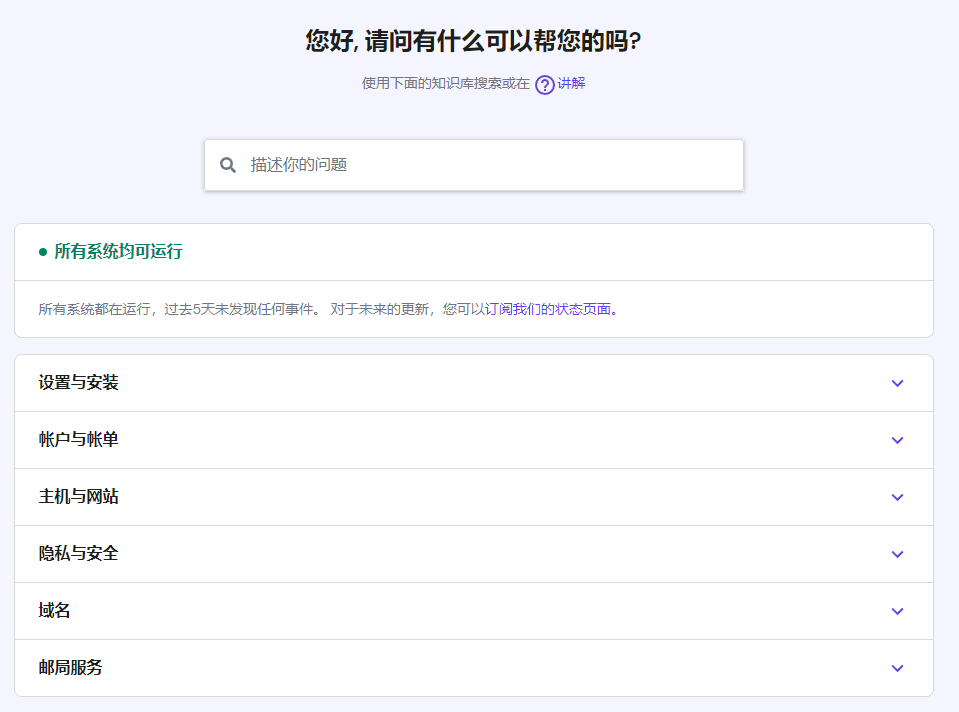 您好, 请问有什么可以帮您的吗?
使用下面的知识库搜索或在 ? 讲解
描述你的问题
所有系统均可运行
所有系统都在运行，过去5天未发现任何事件。 对于未来的更新，您可以订阅我们的状态页面。
设置与安装
帐户与帐单
主机与网站
隐私与安全
域名
邮局服务